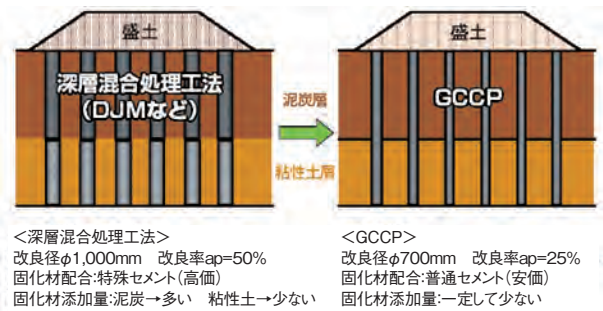 盛土
深層混合処理工法
(DJMなど)
泥炭層
粘性土層
盛土
GCCP
<深層混合処理工法>
改良径φ1,000mm 改良率ap=50%
固化材配合:特殊セメント(高価)
固化材添加量:泥炭→多い 粘性土→少ない
<GCCP>
改良径φ700mm 改良率ap=25%
固化材配合:普通セメント(安価)
固化材添加量:一定して少ない